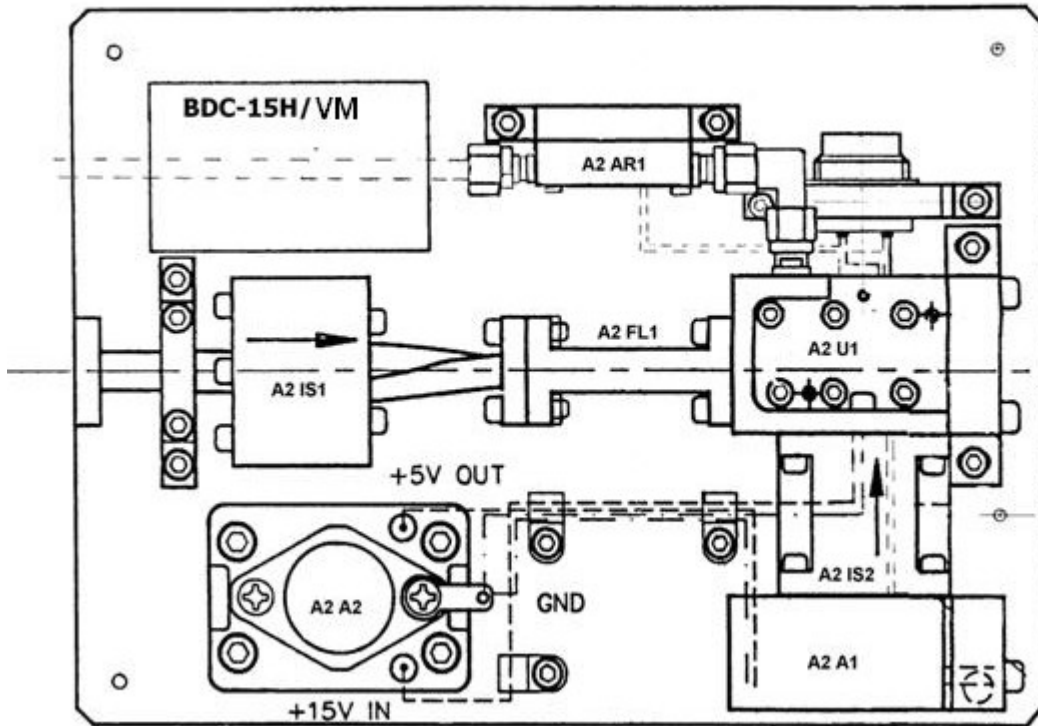 BDC-15H/VM
A2 AR1
A2 FL1
A2 U1
A2 IS1
+5V OUT
A2 IS2
A2 A2
GND
A2 A1
+15V IN